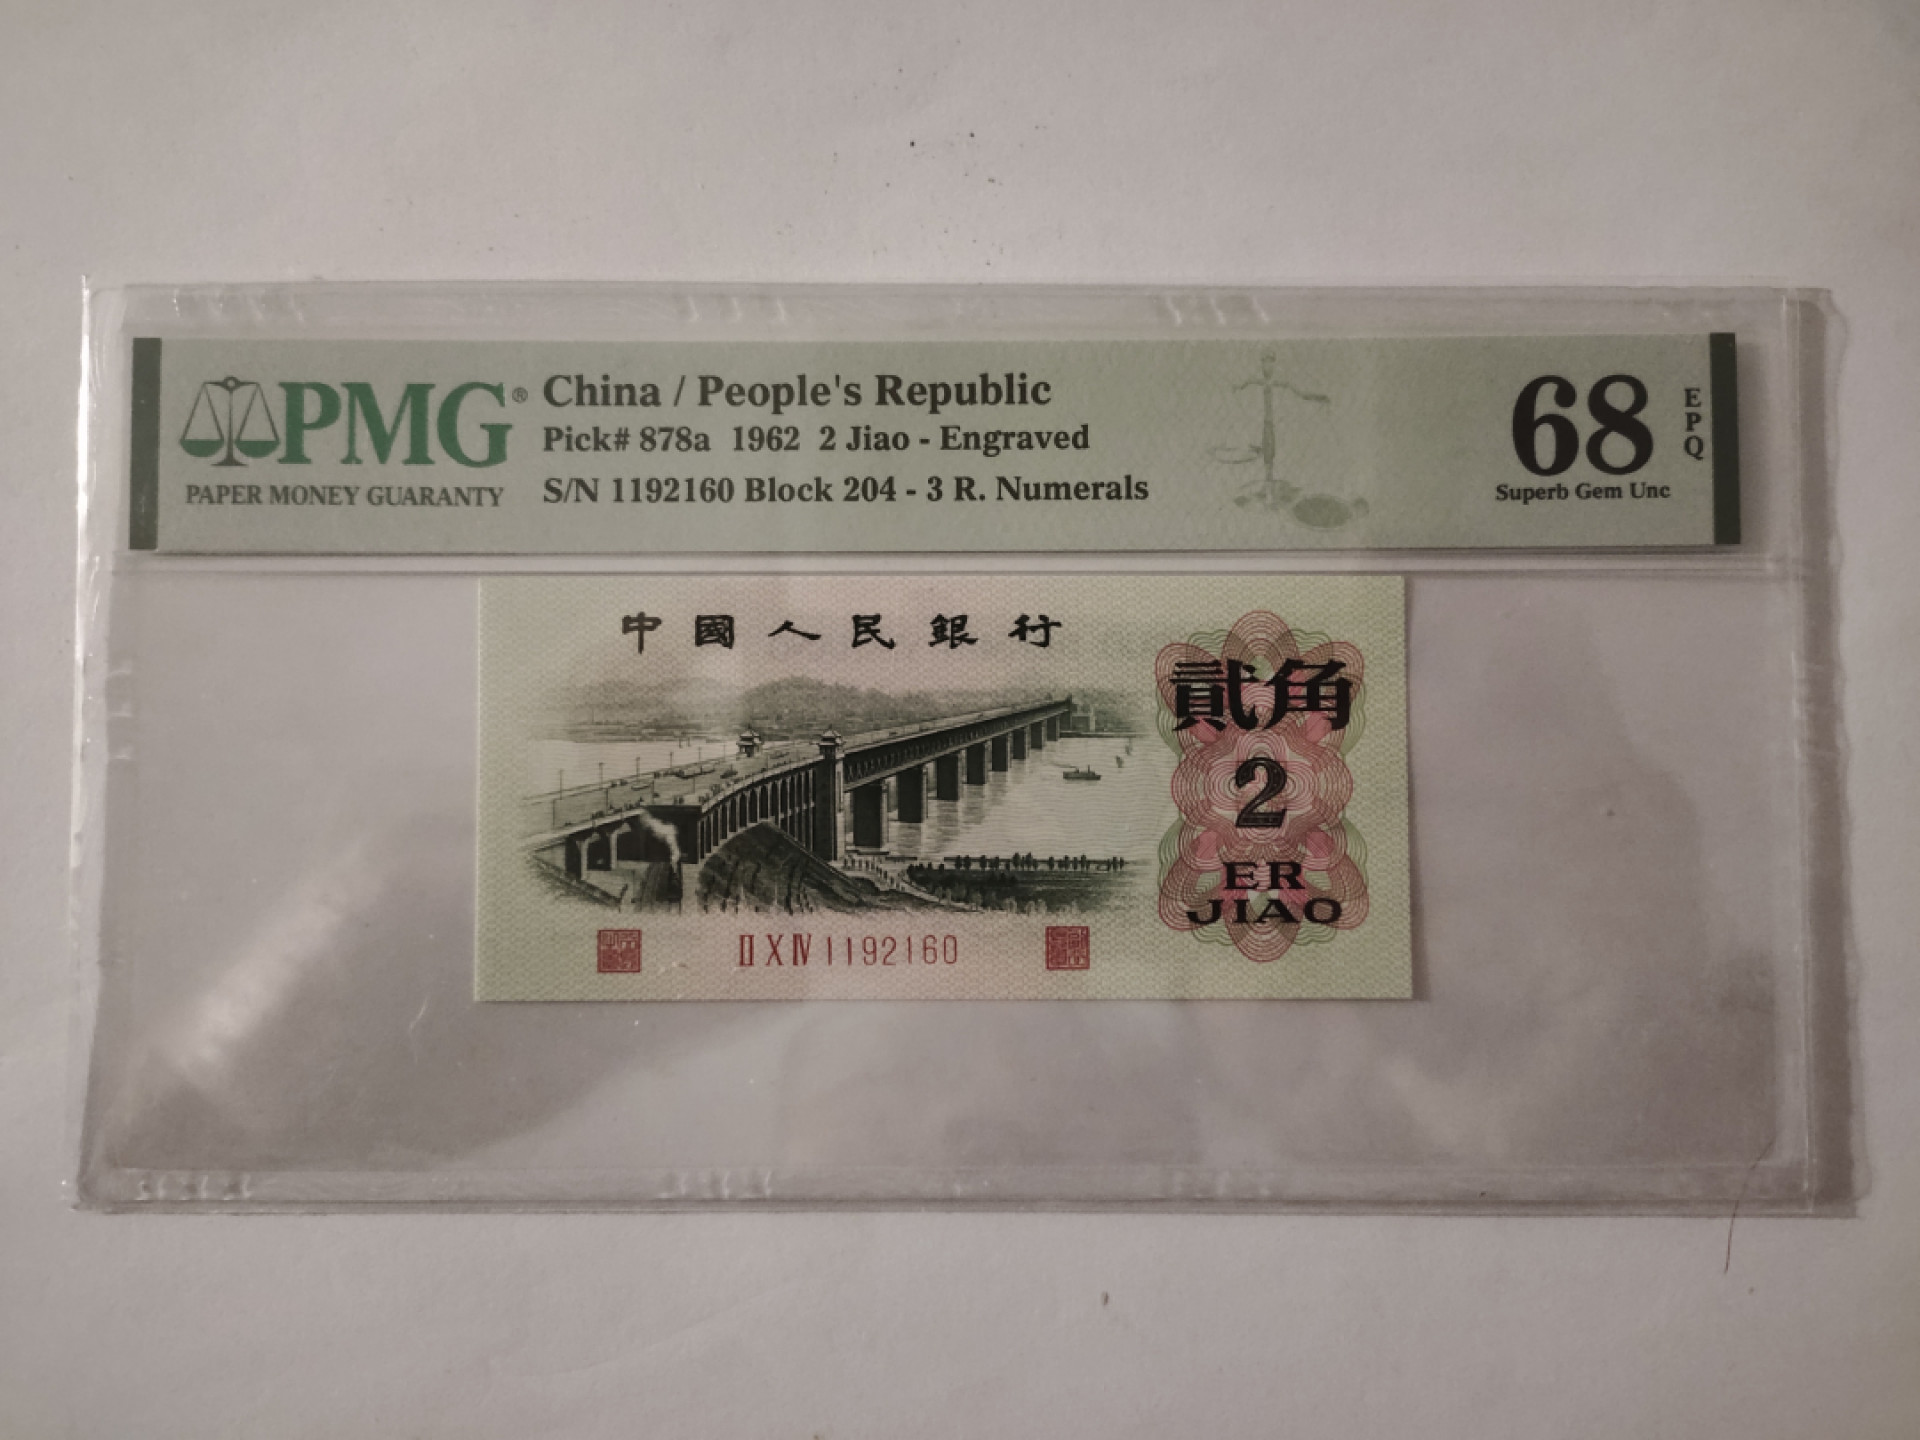 PMG®
PAPER MONEY GUARANTY
China / People's Republic
Pick# 878a 1962 2 Jiao - Engraved
S/N 1192160 Block 204 - 3 R. Numerals
68
EPQ
Superb Gem Unc
中國人民銀行
貳角
2
ER
JIAO
II X IV 1192160